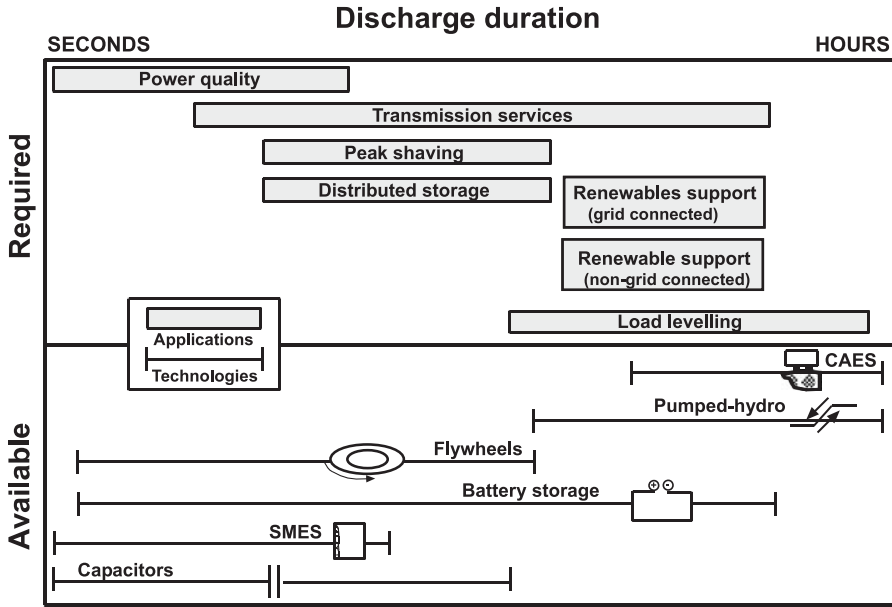 Discharge duration
SECONDS
HOURS
Required
Power quality
Transmission services
Peak shaving
Distributed storage
Renewables support
(grid connected)
Renewable support
(non-grid connected)
Load levelling
Applications
Technologies
Available
CAES
Pumped-hydro
Flywheels
Battery storage
SMES
Capacitors